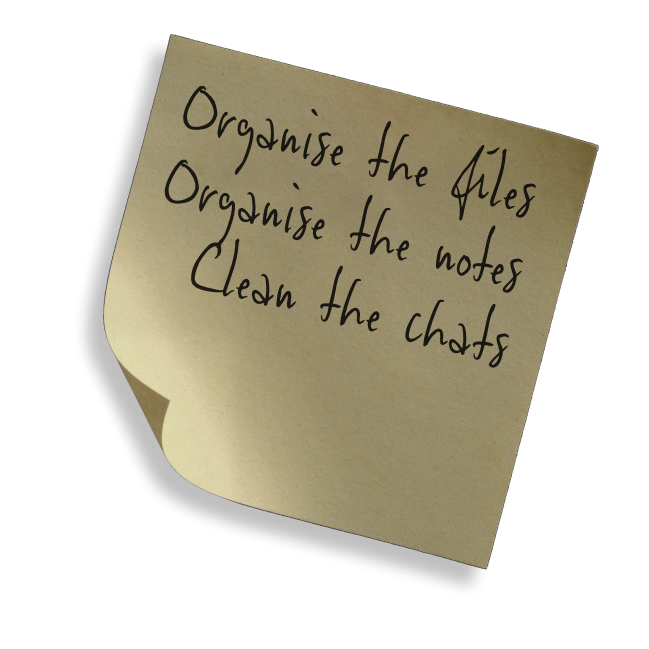 Organise the files
Organise the notes
Clean the chats